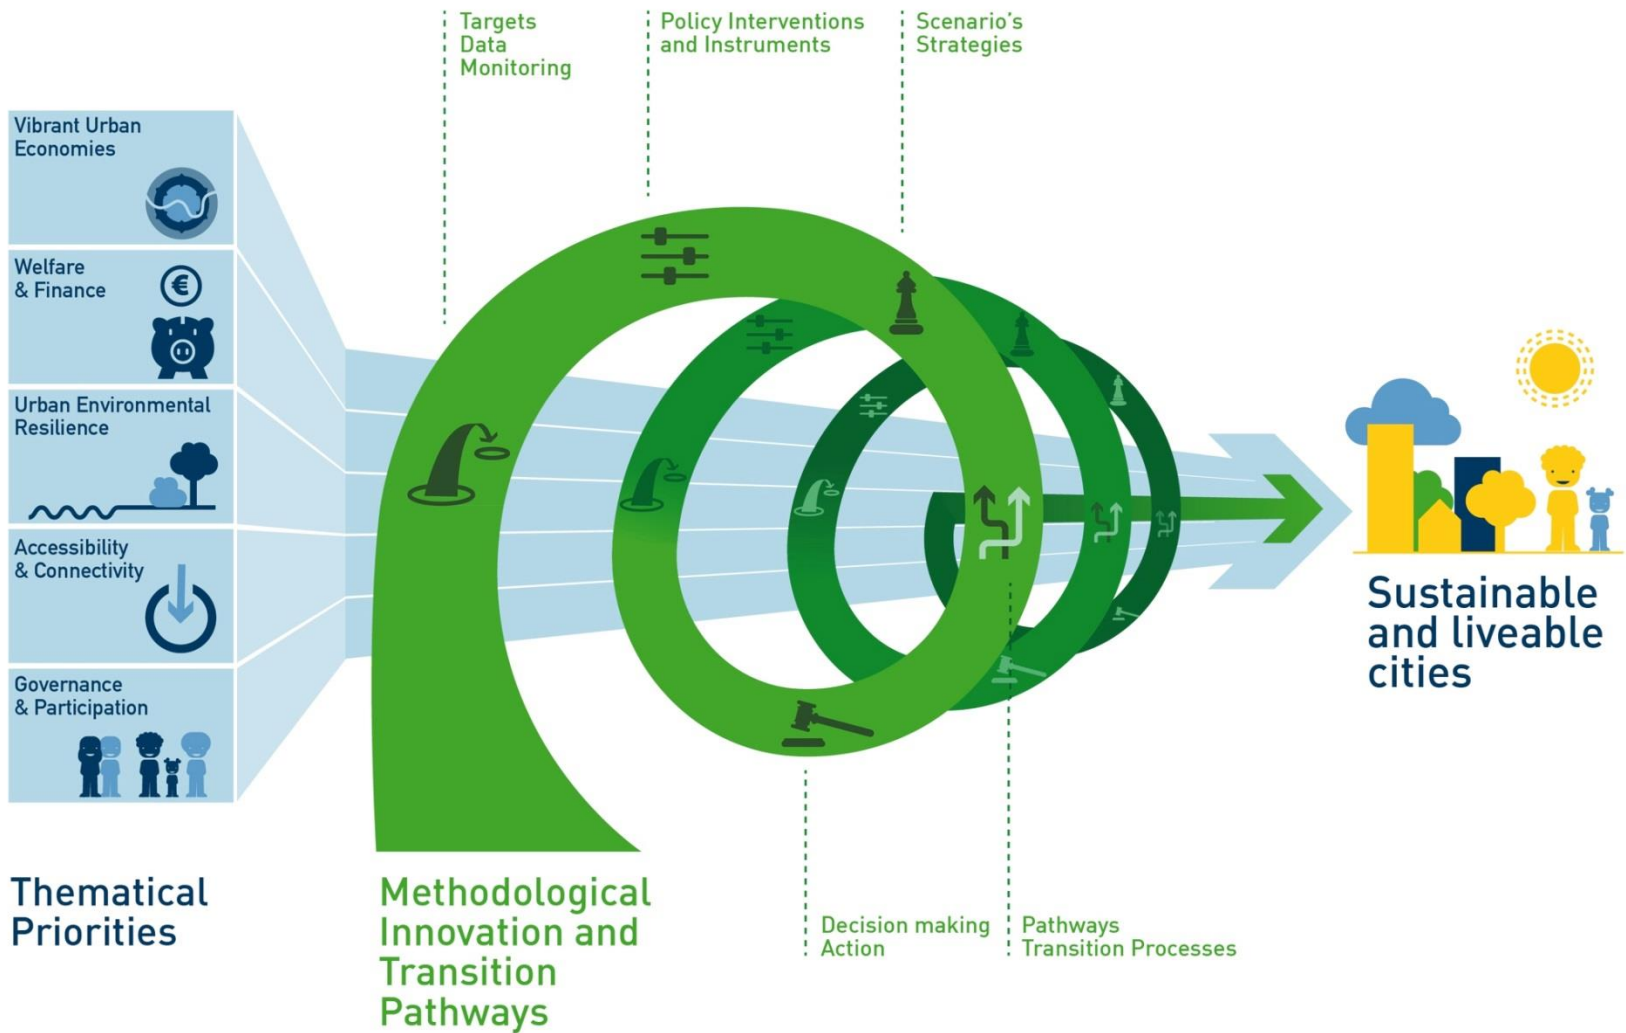 Targets
Data
Monitoring
Policy Interventions
and Instruments
Scenario's
Strategies
Vibrant Urban
Economies
Welfare
& Finance
€
Urban Environmental
Resilience
Accessibility
& Connectivity
Governance
& Participation
Sustainable
and liveable
cities
Thematical
Priorities
Methodological
Innovation and
Transition
Pathways
Decision making
Action
Pathways
Transition Processes